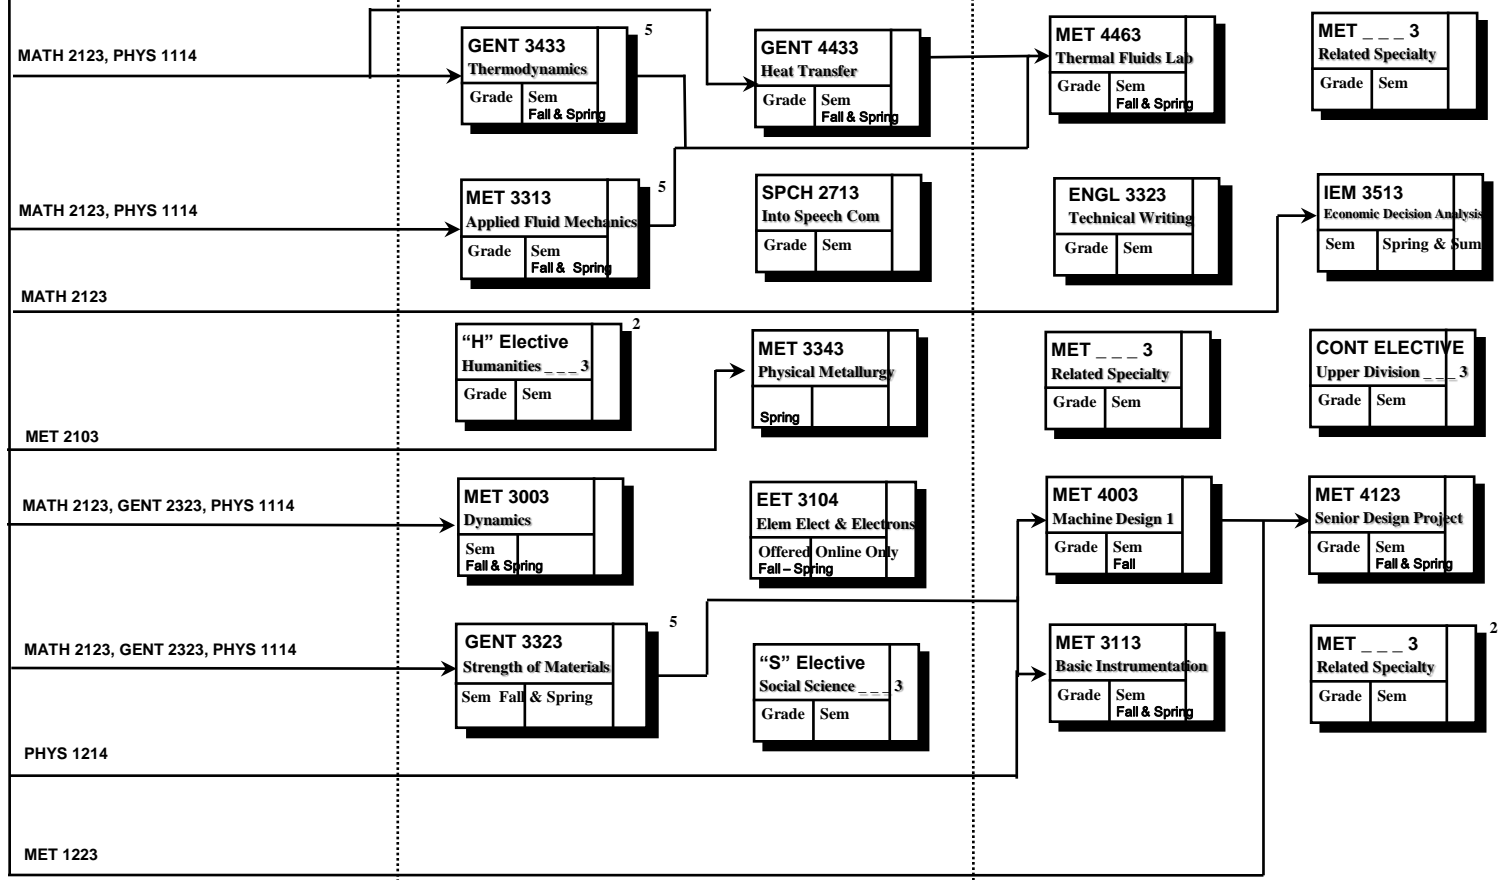 MATH 2123, PHYS 1114
5
GENT 3433
Thermodynamics
Grade Sem
Fall & Spring
GENT 4433
Heat Transfer
Grade Sem
Fall & Spring
MET 4463
Thermal Fluids Lab
Grade Sem
Fall & Spring
MET _ _ _ 3
Related Specialty
Grade Sem
MATH 2123, PHYS 1114
5
MET 3313
Applied Fluid Mechanics
Grade Sem
Fall & Spring
SPCH 2713
Into Speech Com
Grade Sem
ENGL 3323
Technical Writing
Grade Sem
IEM 3513
Economic Decision Analysis
Sem Spring & Sum
MATH 2123
2
“H” Elective
Humanities _ _ _ 3
Grade Sem
MET 3343
Physical Metallurgy
Spring
MET _ _ _ 3
Related Specialty
Grade Sem
CONT ELECTIVE
Upper Division _ _ _ 3
Grade Sem
MET 2103
MATH 2123, GENT 2323, PHYS 1114
MET 3003
Dynamics
Sem
Fall & Spring
EET 3104
Elem Elect & Electrons
Offered Online Only
Fall – Spring
MET 4003
Machine Design 1
Grade Sem
Fall
MET 4123
Senior Design Project
Grade Sem
Fall & Spring
MATH 2123, GENT 2323, PHYS 1114
5
GENT 3323
Strength of Materials
Sem Fall & Spring
“S” Elective
Social Science _ _ _ 3
Grade Sem
MET 3113
Basic Instrumentation
Grade Sem
Fall & Spring
2
MET _ _ _ 3
Related Specialty
Grade Sem
PHYS 1214
MET 1223